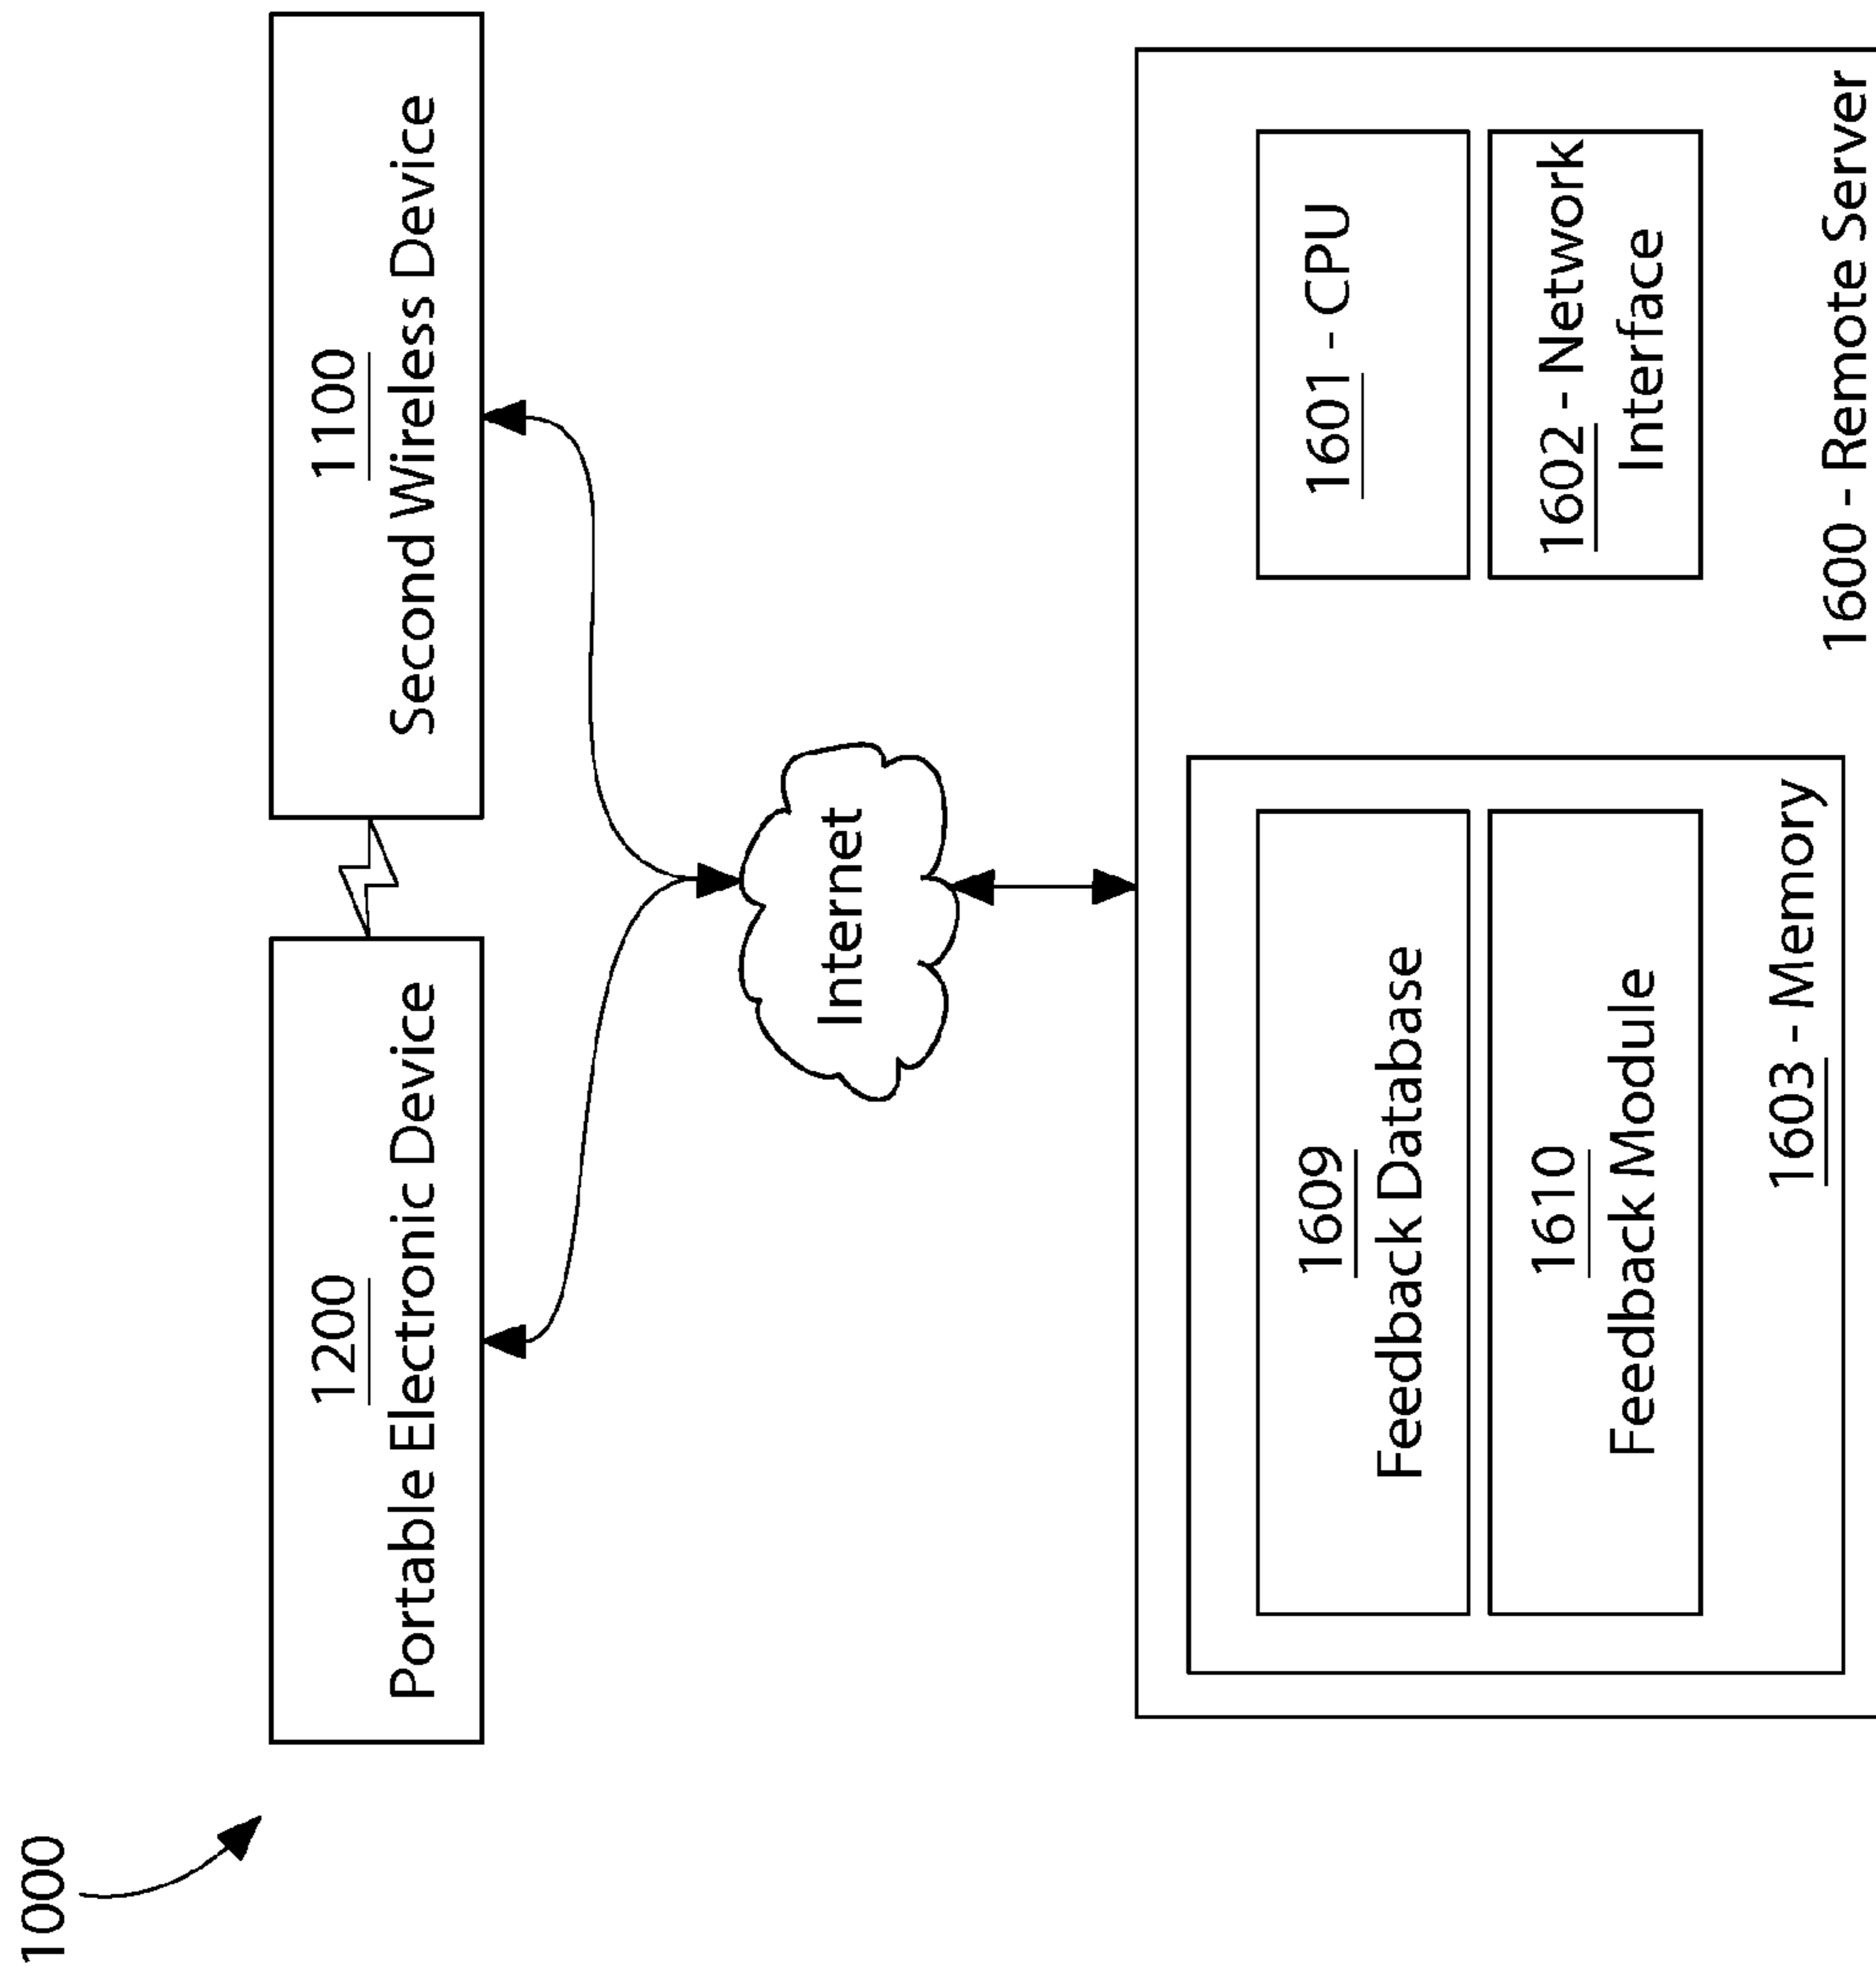 1000
1200
Portable Electronic Device
1100
Second Wireless Device
Internet
1609
Feedback Database
1610
Feedback Module
1603 - Memory
1601 - CPU
1602 - Network
Interface
1600 - Remote Server